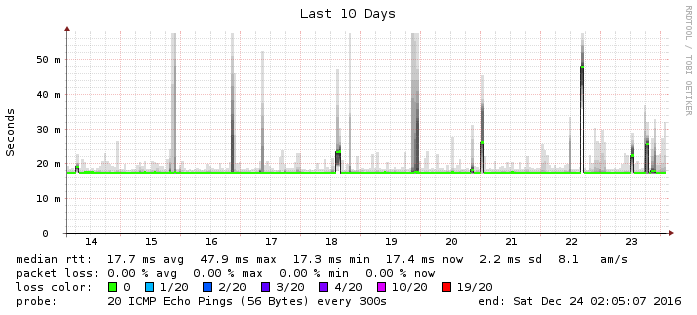 Last 10 Days
RRDTOOL / TOBI OETIKER
Seconds
50 m
40 m
30 m
20 m
10 m
0
14 15 16 17 18 19 20 21 22 23
median rtt: 17.7 ms avg 47.9 ms max 17.3 ms min 17.4 ms now 2.2 ms sd 8.1 am/s
packet loss: 0.00 % avg 0.00 % max 0.00 % min 0.00 % now
loss color: 0 1/20 2/20 3/20 4/20 10/20 19/20
probe: 20 ICMP Echo Pings (56 Bytes) every 300s end: Sat Dec 24 02:05:07 2016